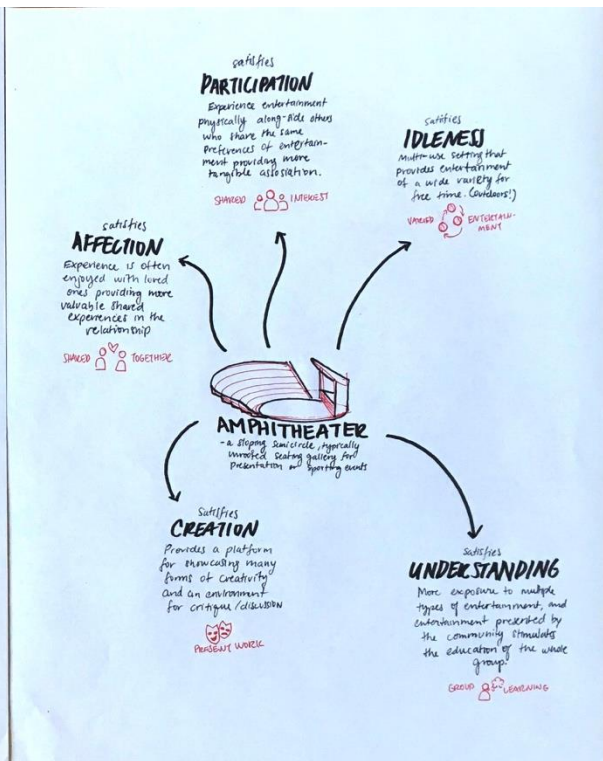 satisfies
PARTICIPATION
Experience entertainment
physically along-side others
who share the same
preferences of entertain-
ment providing more
tangible association.
SHARED INTEREST
satisfies
IDLENESS
Multi-use setting that
provides entertainment
of a wide variety for
free time. (outdoors!)
VARIED ENTERTAIN-
MENT
satisfies
AFFECTION
Experience is often
enjoyed with loved
ones providing more
valuable shared
experiences in the
relationship
SHARED TOGETHER
AMPHITHEATER
- a sloping semicircle, typically
unroofed seating gallery for
presentation or sporting events
satisfies
CREATION
Provides a platform
for showcasing many
forms of creativity
and an environment
for critique/discussion
PRESENT WORK
satisfies
UNDERSTANDING
More exposure to multiple
types of entertainment, and
entertainment presented by
the community stimulates
the education of the whole
group.
GROUP LEARNING